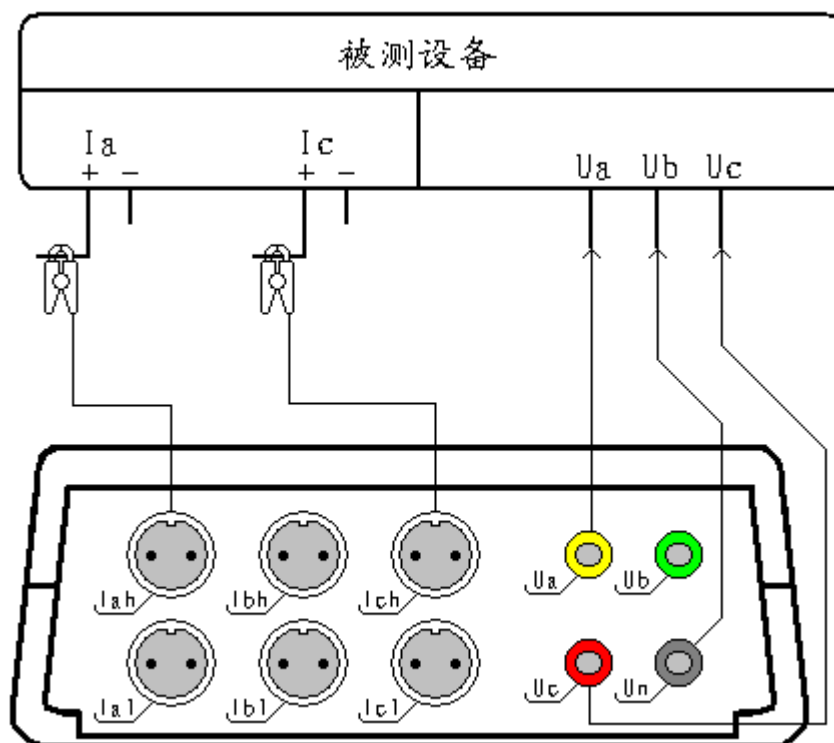 被测设备
Ia Ic
+ - + -
Ua Ub Uc
Iah Ibh Ich Ua Ub
Ial Ibl Icl Uc Un